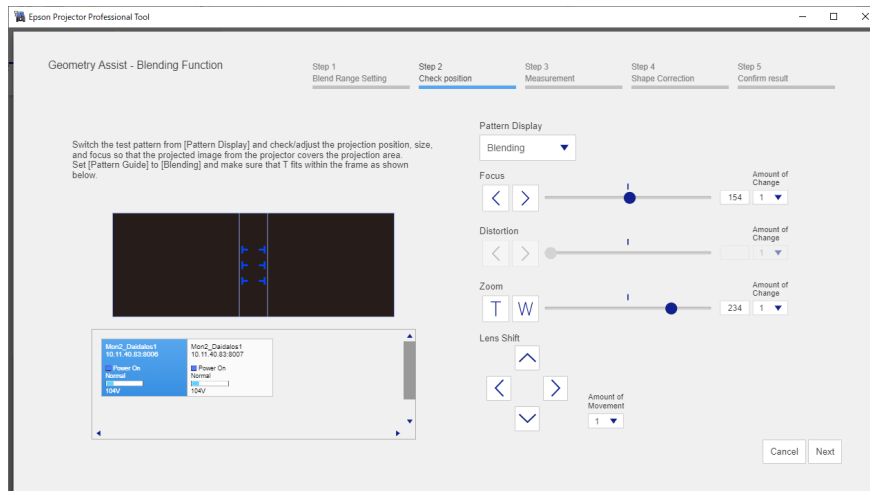 Epson Projector Professional Tool
Geometry Assist - Blending Function
Step 1
Blend Range Setting
Step 2
Check position
Step 3
Measurement
Step 4
Shape Correction
Step 5
Confirm result
Switch the test pattern from [Pattern Display] and check/adjust the projection position, size,
and focus so that the projected image from the projector covers the projection area.
Set [Pattern Guide] to [Blending] and make sure that T fits within the frame as shown
below.
Mon2_Daidalos1
10.11.40.83:8006
Power On
Normal
104V
Mon2_Daidalos1
10.11.40.83:8007
Power On
Normal
104V
Pattern Display
Blending
Focus
154
Amount of
Change
1
Distortion
Amount of
Change
1
Zoom
T W
234
Amount of
Change
1
Lens Shift
Amount of
Movement
1
Cancel
Next